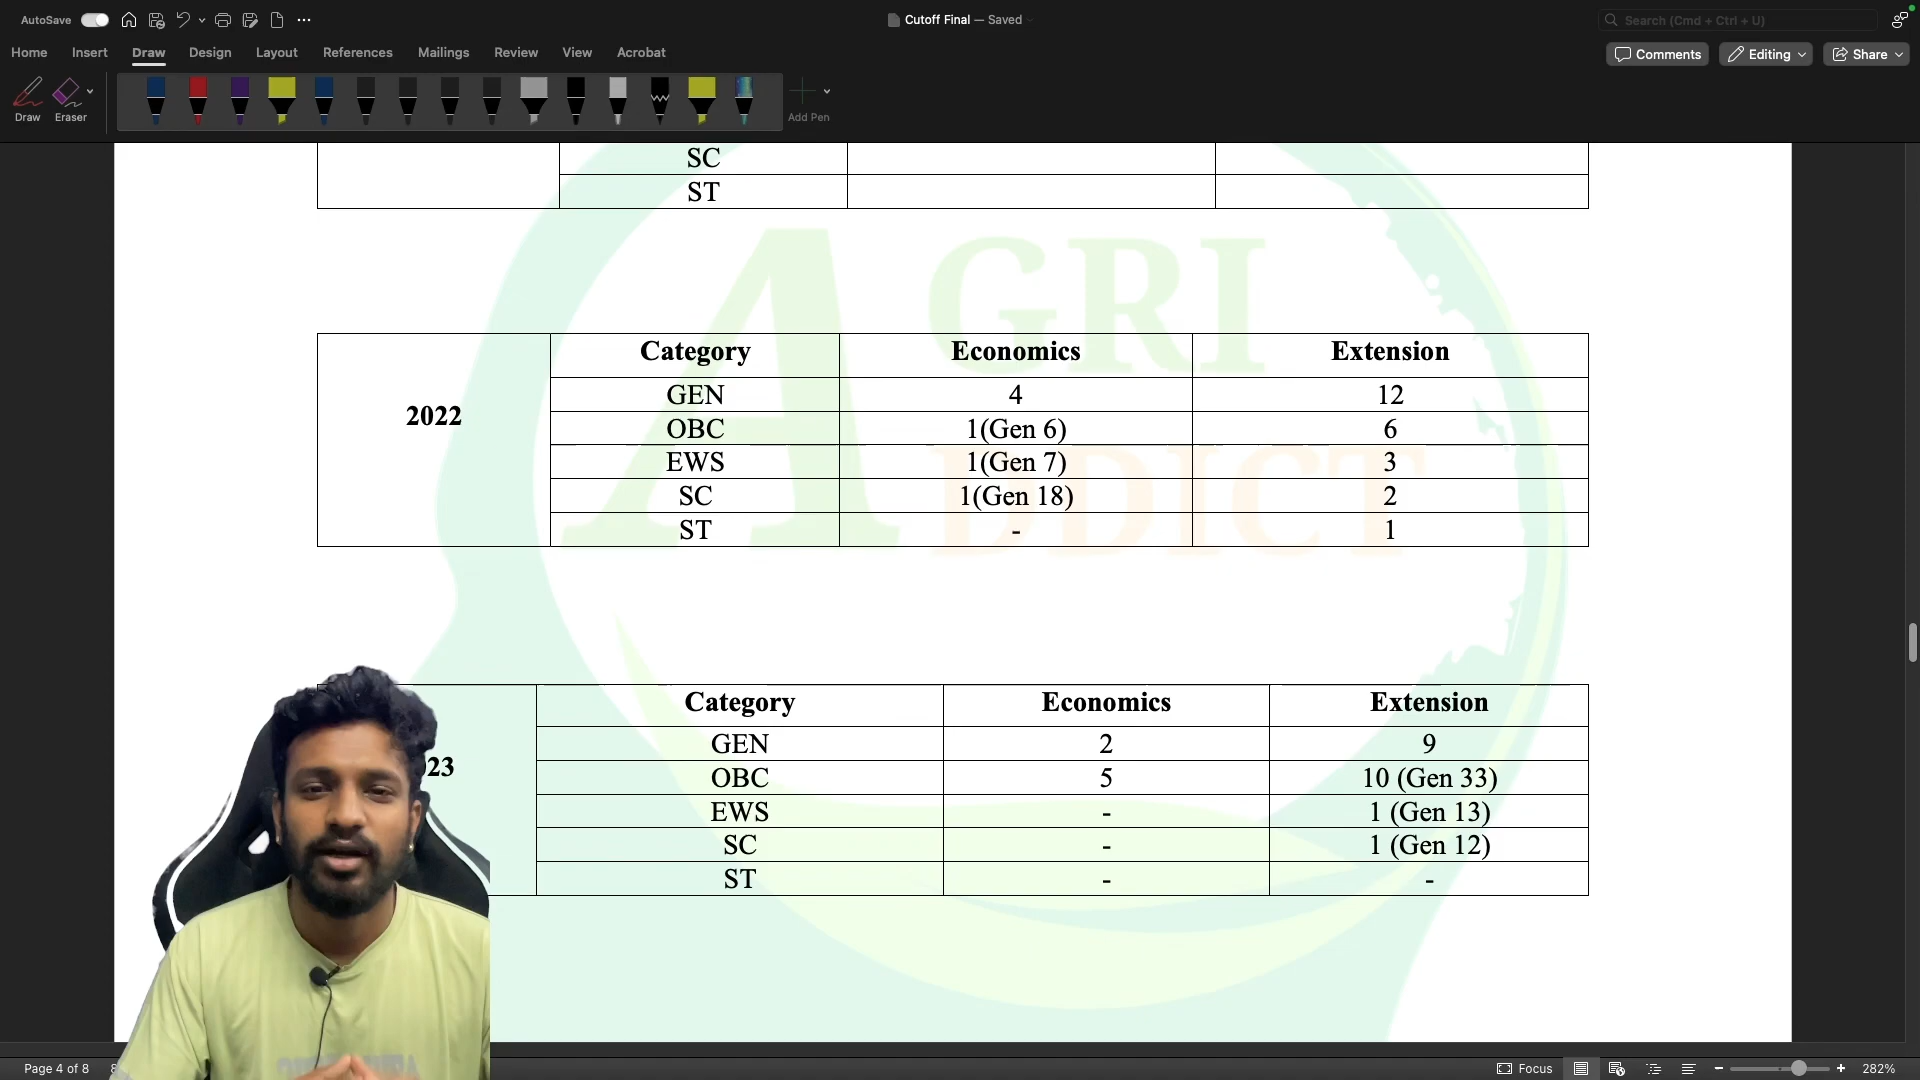 AutoSave
Cutoff Final — Saved
Search (Cmd + Ctrl + U)
Home Insert Draw Design Layout References Mailings Review View Acrobat
Comments Editing Share
Draw Eraser Add Pen
SC
ST
AGRI
ADDICT
2022
Category Economics Extension
GEN 4 12
OBC 1(Gen 6) 6
EWS 1(Gen 7) 3
SC 1(Gen 18) 2
ST - 1
23
Category Economics Extension
GEN 2 9
OBC 5 10 (Gen 33)
EWS - 1 (Gen 13)
SC - 1 (Gen 12)
ST - -
Page 4 of 8
Focus
282%